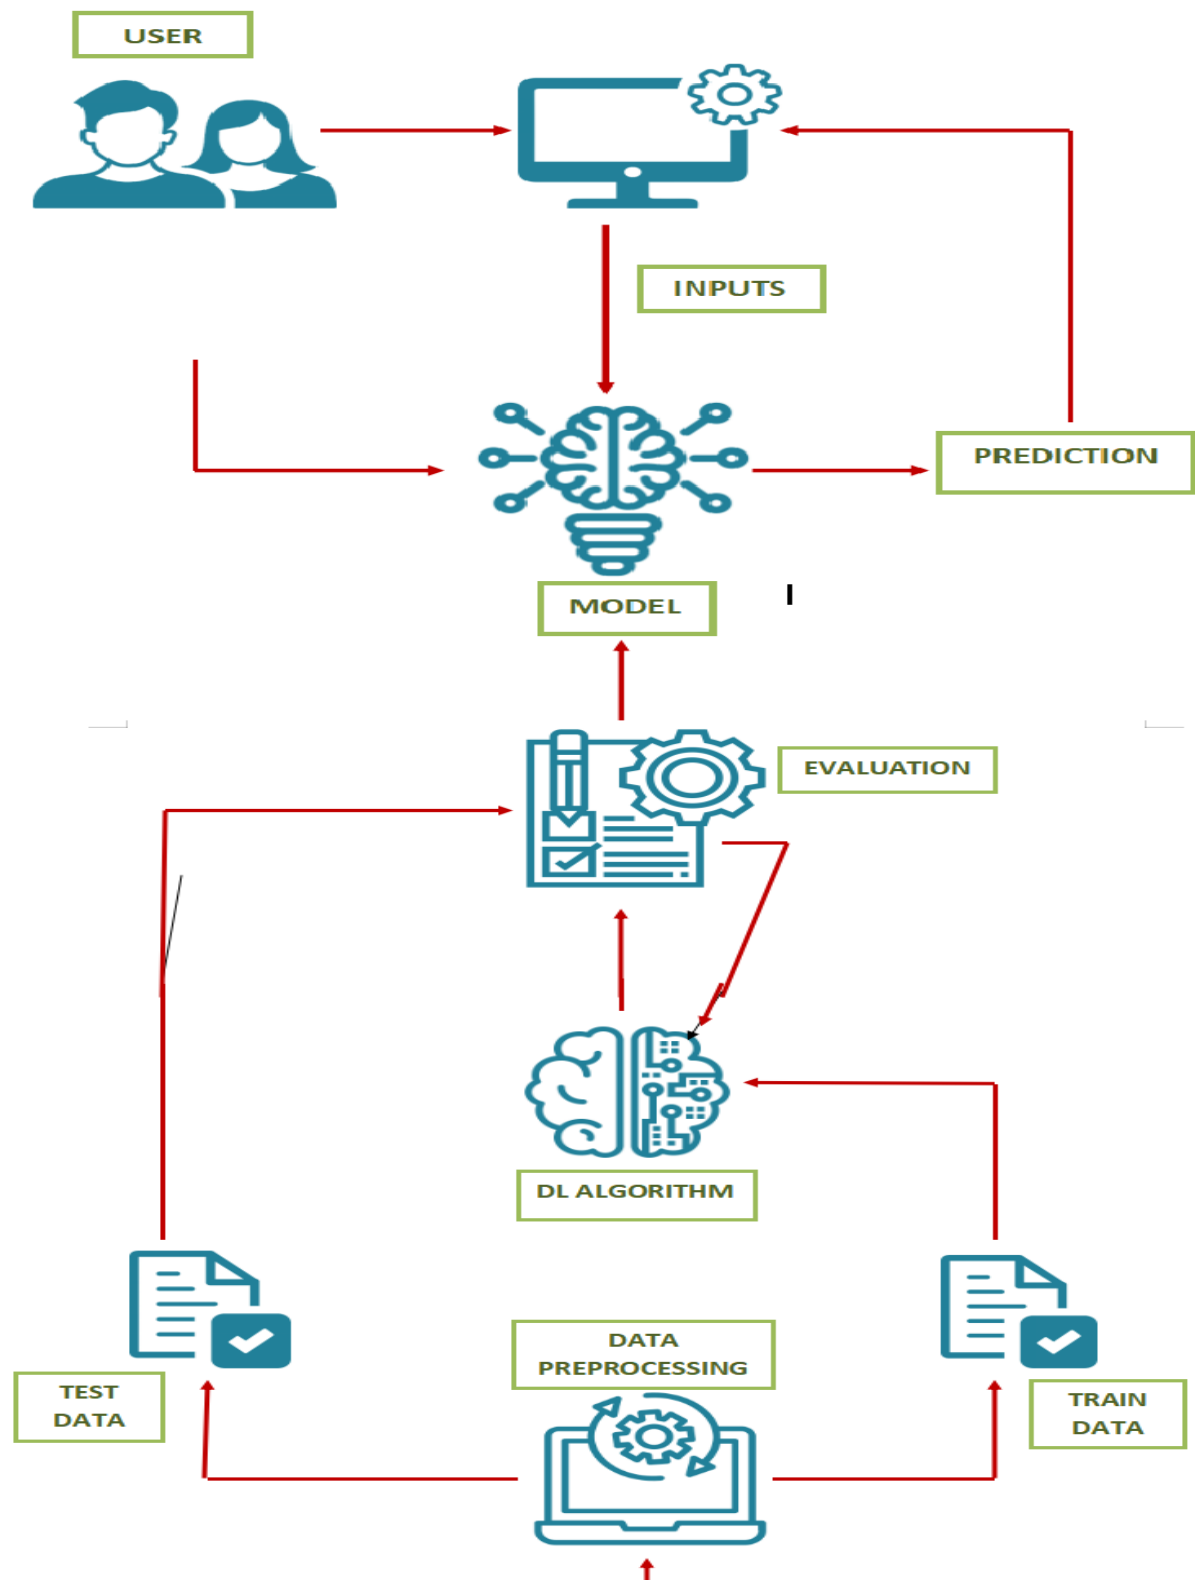 USER
INPUTS
PREDICTION
MODEL
EVALUATION
DL ALGORITHM
DATA
PREPROCESSING
TEST
DATA
TRAIN
DATA